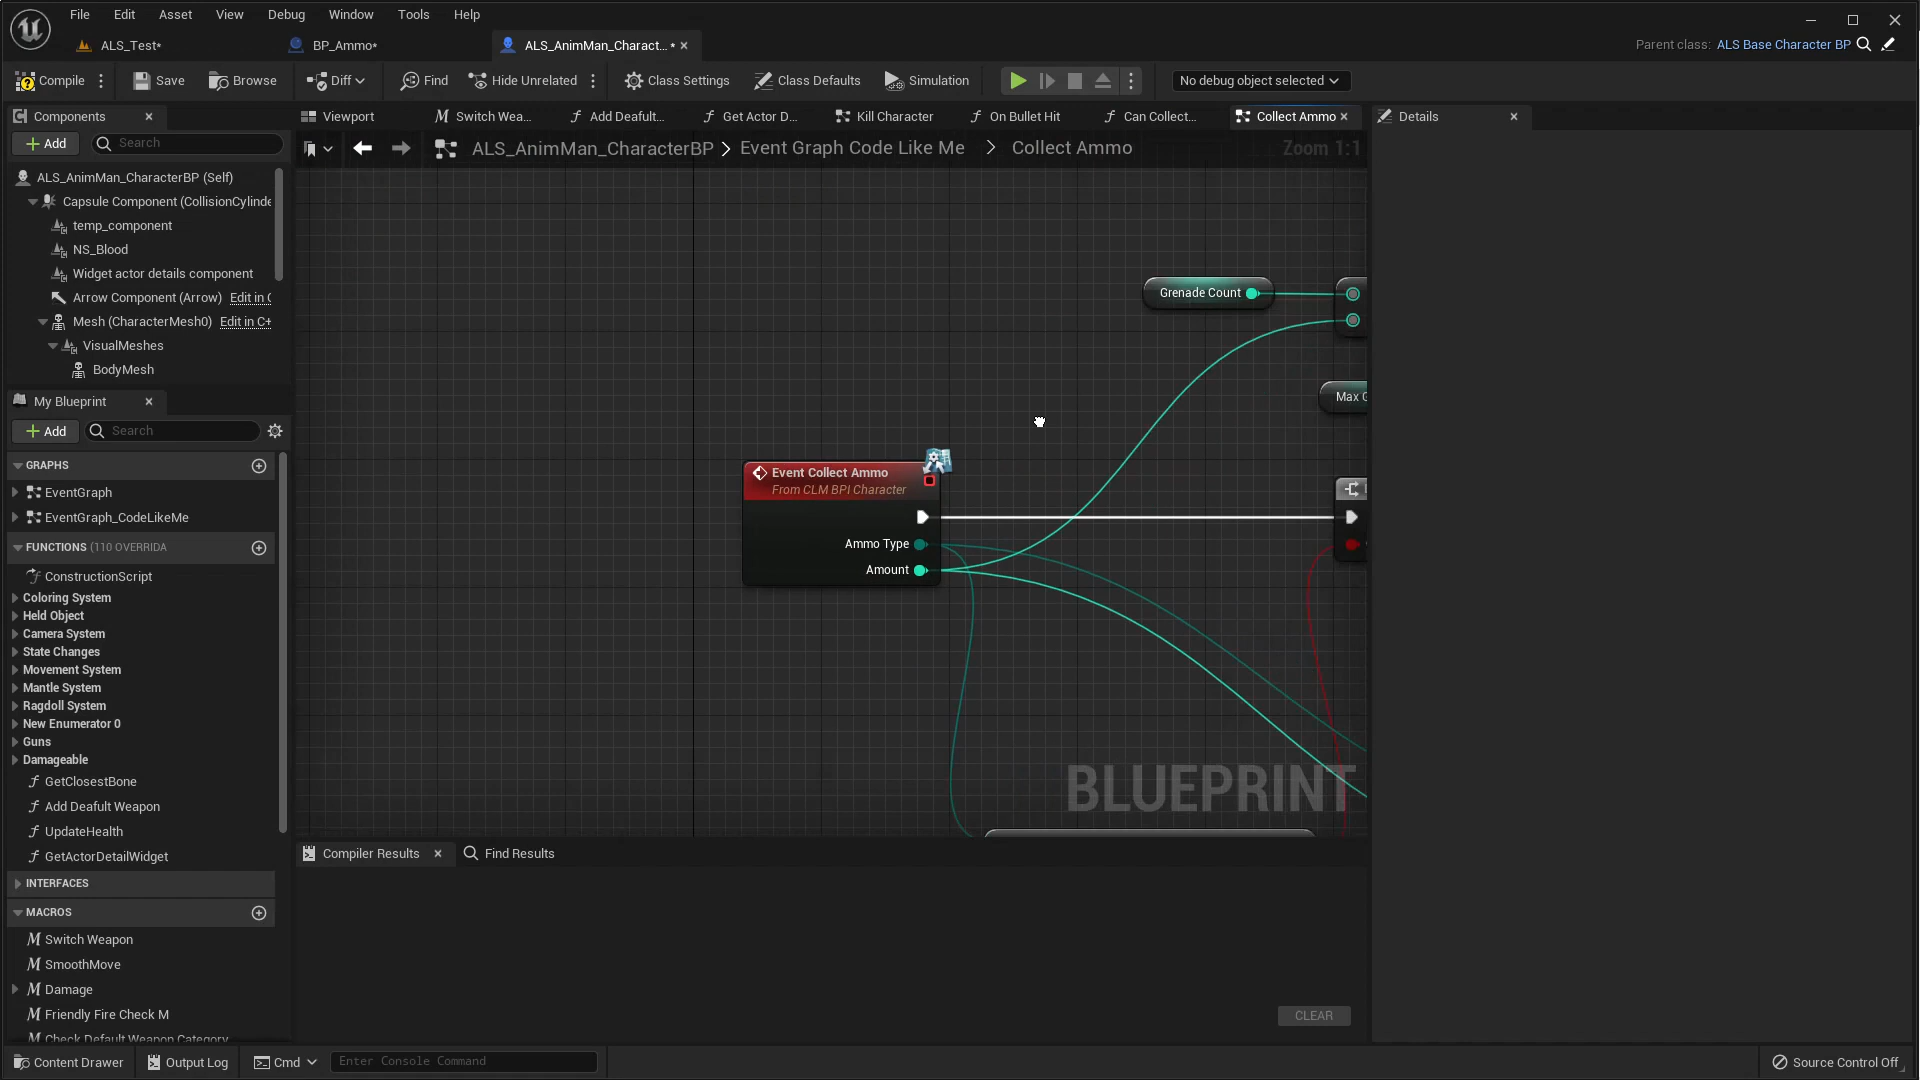 File Edit Asset View Debug Window Tools Help
ALS_Test* BP_Ammo* ALS_AnimMan_Charact... *
Parent class: ALS Base Character BP
Compile Save Browse Diff Find Hide Unrelated Class Settings Class Defaults Simulation No debug object selected
Components
Viewport Switch Wea... Add Deafult... Get Actor D... Kill Character On Bullet Hit Can Collect... Collect Ammo Details
Add Search
ALS_AnimMan_CharacterBP > Event Graph Code Like Me > Collect Ammo Zoom 1:1
ALS_AnimMan_CharacterBP (Self)
Capsule Component (CollisionCylinde
temp_component
NS_Blood
Widget actor details component
Arrow Component (Arrow) Edit in C
Mesh (CharacterMesh0) Edit in C+
VisualMeshes
BodyMesh
Grenade Count
Max G
Event Collect Ammo
From CLM BPI Character
Ammo Type
Amount
BLUEPRINT
My Blueprint
Add Search
GRAPHS
EventGraph
EventGraph_CodeLikeMe
FUNCTIONS (110 OVERRIDA
ConstructionScript
Coloring System
Held Object
Camera System
State Changes
Movement System
Mantle System
Ragdoll System
New Enumerator 0
Guns
Damageable
GetClosestBone
Add Deafult Weapon
UpdateHealth
GetActorDetailWidget
INTERFACES
MACROS
Switch Weapon
SmoothMove
Damage
Friendly Fire Check M
Check Default Weapon Category
Compiler Results Find Results
CLEAR
Content Drawer Output Log Cmd Enter Console Command Source Control Off